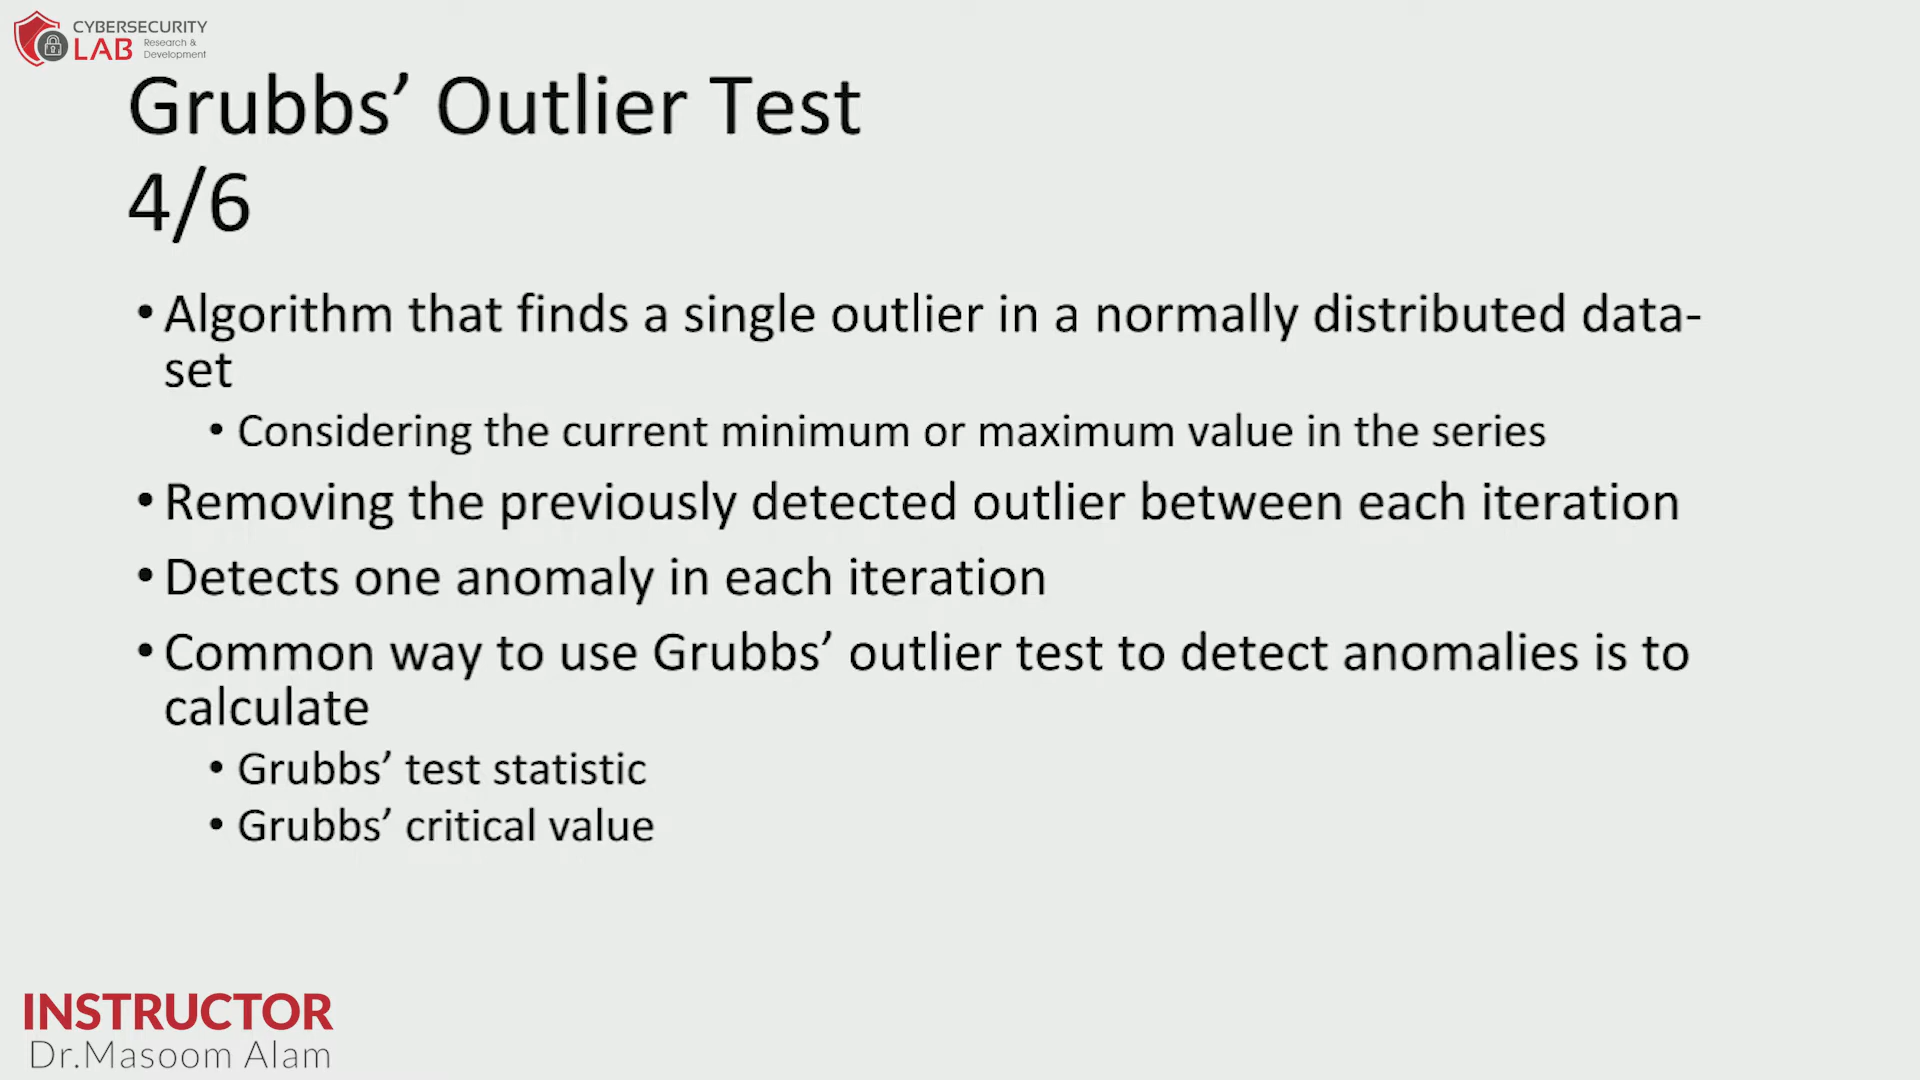 CYBERSECURITY
LAB Research &
Development
Grubbs’ Outlier Test
4/6
• Algorithm that finds a single outlier in a normally distributed data-
set
• Considering the current minimum or maximum value in the series
• Removing the previously detected outlier between each iteration
• Detects one anomaly in each iteration
• Common way to use Grubbs’ outlier test to detect anomalies is to
calculate
• Grubbs’ test statistic
• Grubbs’ critical value
INSTRUCTOR
Dr.Masoom Alam